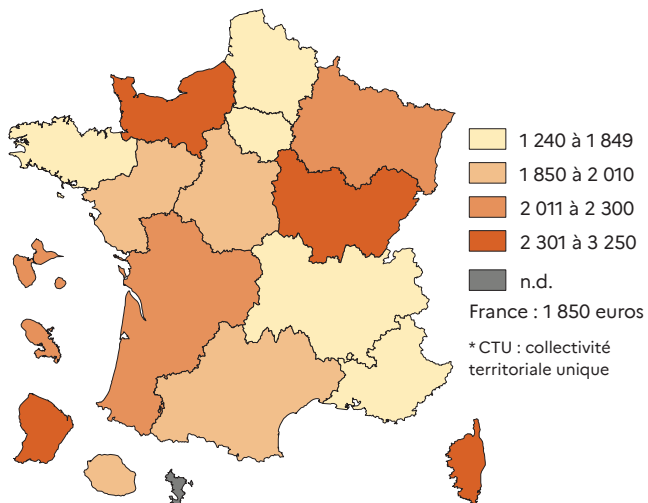 1 240 à 1 849
1 850 à 2 010
2 011 à 2 300
2 301 à 3 250
n.d.
France : 1 850 euros
* CTU : collectivité
territoriale unique